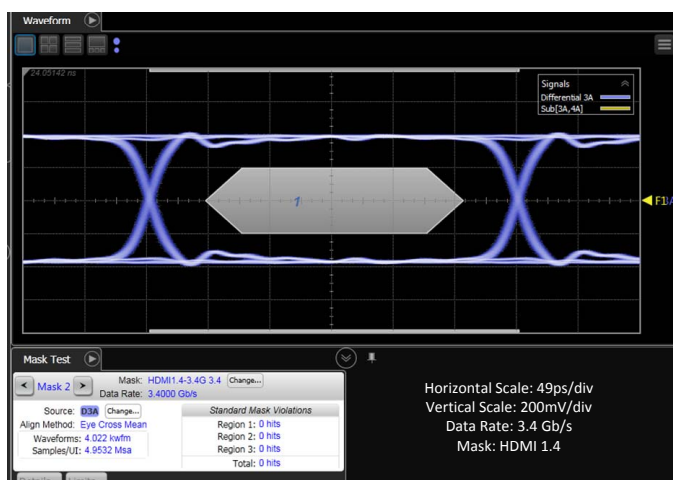 Waveform
24.05142 ns
Signals
Differential 3A
Sub[3A,4A]
1
F1
Mask Test
Mask 2
Mask: HDMI1.4-3.4G 3.4 Change...
Data Rate: 3.4000 Gb/s
Source: D3A Change...
Align Method: Eye Cross Mean
Waveforms: 4.022 kwfm
Samples/UI: 4.9532 Msa
Standard Mask Violations
Region 1: 0 hits
Region 2: 0 hits
Region 3: 0 hits
Total: 0 hits
Horizontal Scale: 49ps/div
Vertical Scale: 200mV/div
Data Rate: 3.4 Gb/s
Mask: HDMI 1.4